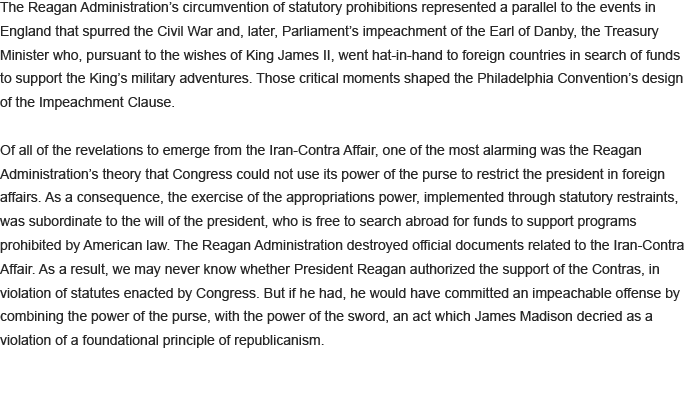 The Reagan Administration’s circumvention of statutory prohibitions represented a parallel to the events in
England that spurred the Civil War and, later, Parliament’s impeachment of the Earl of Danby, the Treasury
Minister who, pursuant to the wishes of King James II, went hat-in-hand to foreign countries in search of funds
to support the King’s military adventures. Those critical moments shaped the Philadelphia Convention’s design
of the Impeachment Clause.
Of all of the revelations to emerge from the Iran-Contra Affair, one of the most alarming was the Reagan
Administration’s theory that Congress could not use its power of the purse to restrict the president in foreign
affairs. As a consequence, the exercise of the appropriations power, implemented through statutory restraints,
was subordinate to the will of the president, who is free to search abroad for funds to support programs
prohibited by American law. The Reagan Administration destroyed official documents related to the Iran-Contra
Affair. As a result, we may never know whether President Reagan authorized the support of the Contras, in
violation of statutes enacted by Congress. But if he had, he would have committed an impeachable offense by
combining the power of the purse, with the power of the sword, an act which James Madison decried as a
violation of a foundational principle of republicanism.